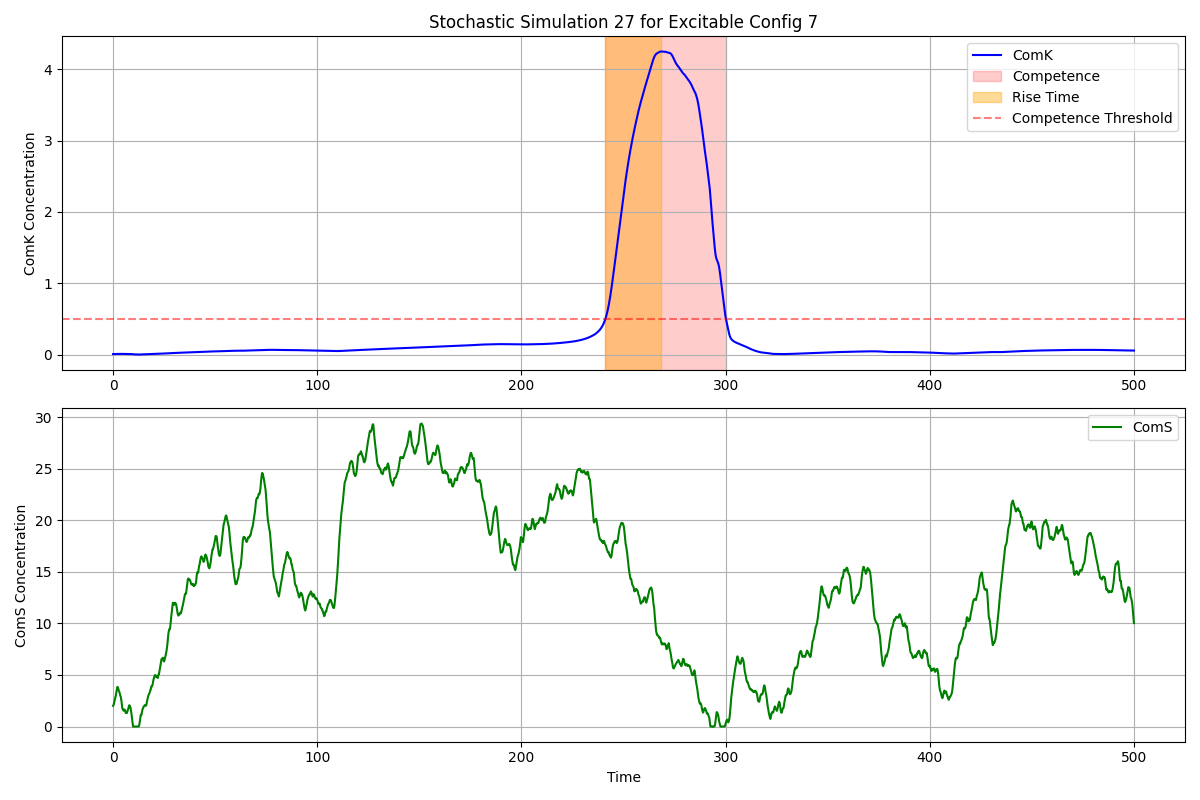 Stochastic Simulation 27 for Excitable Config 7
ComK Concentration
4
3
2
1
0
ComK
Competence
Rise Time
Competence Threshold
0 100 200 300 400 500
ComS Concentration
30
25
20
15
10
5
0
ComS
0 100 200 300 400 500
Time